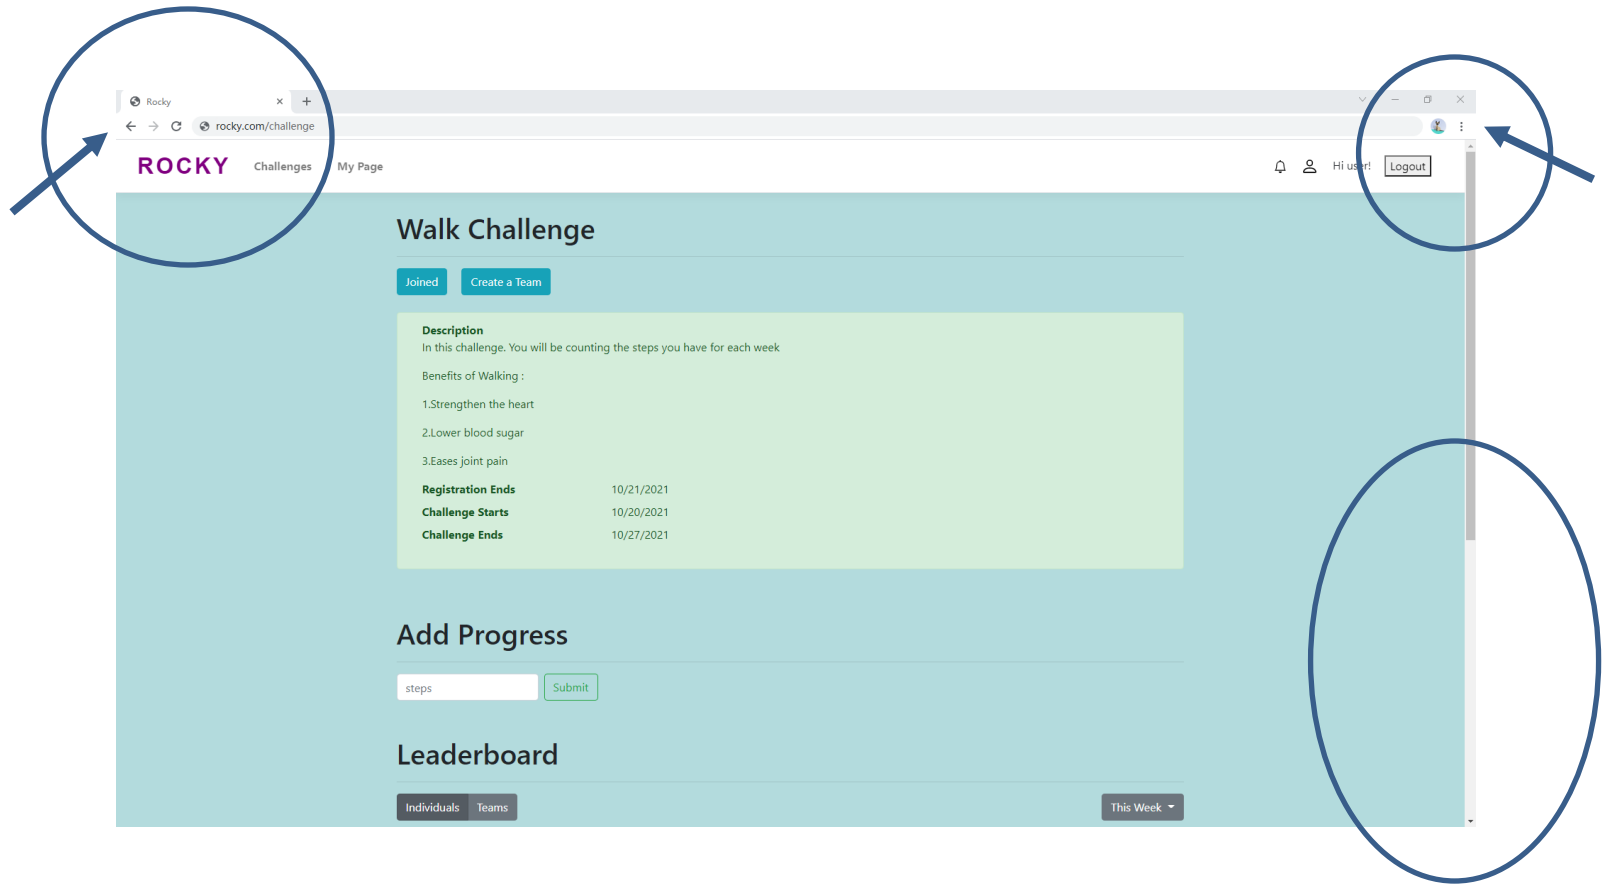 Rocky
rocky.com/challenge
ROCKY Challenges My Page Hi user! Logout
Walk Challenge
Joined Create a Team
Description
In this challenge. You will be counting the steps you have for each week
Benefits of Walking :
1.Strengthen the heart
2.Lower blood sugar
3.Eases joint pain
Registration Ends 10/21/2021
Challenge Starts 10/20/2021
Challenge Ends 10/27/2021
Add Progress
steps Submit
Leaderboard
Individuals Teams This Week